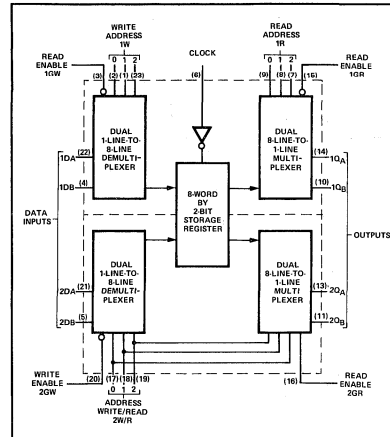 WRITE
ADDRESS
1W
0 1 2
READ
ADDRESS
1R
0 1 2
CLOCK
READ
ENABLE
1GW
(3)
(2)
(1)
(23)
(6)
(9)
(8)
(7)
(15)
READ
ENABLE
1GR
DUAL
1-LINE-TO-
8-LINE
DEMULTI-
PLEXER
DUAL
8-LINE-TO-
1-LINE
MULTI-
PLEXER
1DA
(22)
1DB
(4)
(14)
1QA
(10)
1QB
8-WORD
BY
2-BIT
STORAGE
REGISTER
DATA
INPUTS
OUTPUTS
DUAL
1-LINE-TO-
8-LINE
DEMULTI-
PLEXER
DUAL
8-LINE-TO-
1-LINE
MULTI
PLEXER
2DA
(21)
2DB
(5)
(13)
2QA
(11)
2QB
WRITE
ENABLE
2GW
(20)
(17)
(18)
(19)
0 1 2
ADDRESS
WRITE/READ
2W/R
(16)
READ
ENABLE
2GR